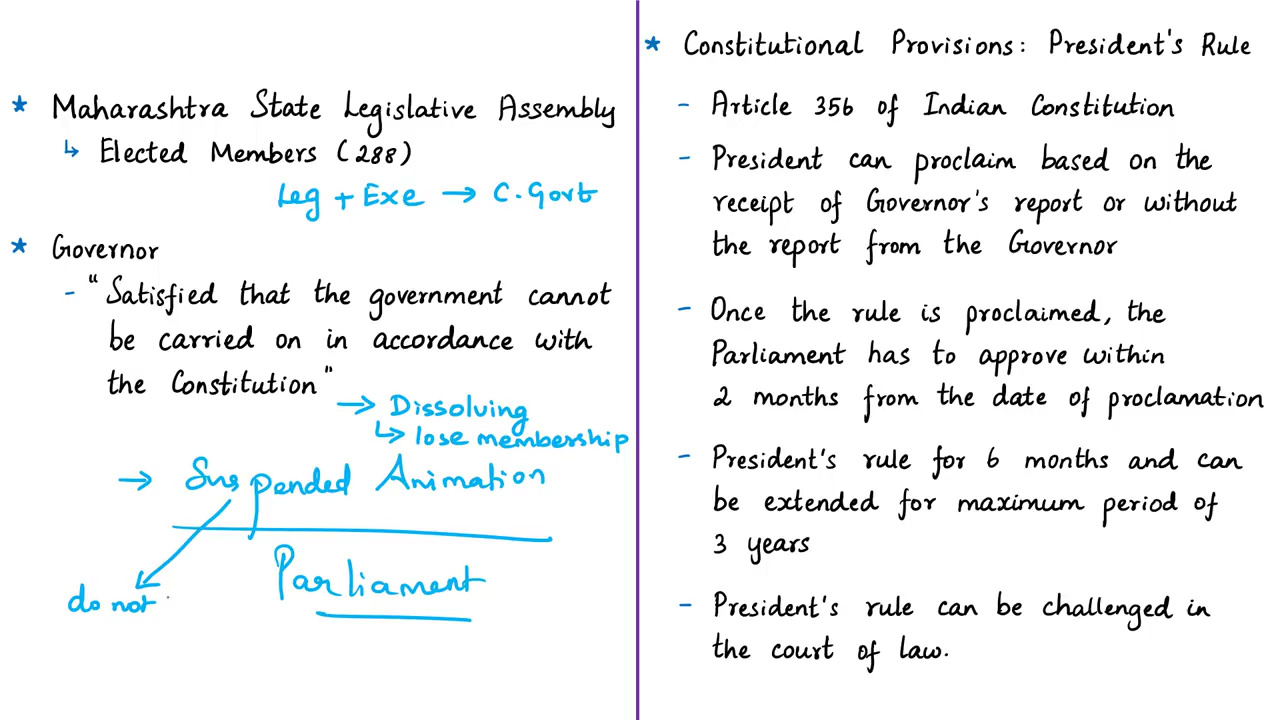 * Maharashtra State Legislative Assembly
↳ Elected Members (288)
Leg + Exe → C. Govt
* Governor
- "Satisfied that the government cannot
be carried on in accordance with
the Constitution"
→ Dissolving
↳ lose membership
→ Suspended Animation
Parliament
do not
* Constitutional Provisions: President's Rule
- Article 356 of Indian Constitution
- President can proclaim based on the
receipt of Governor's report or without
the report from the Governor
- Once the rule is proclaimed, the
Parliament has to approve within
2 months from the date of proclamation
- President's rule for 6 months and can
be extended for maximum period of
3 years
- President's rule can be challenged in
the court of law.